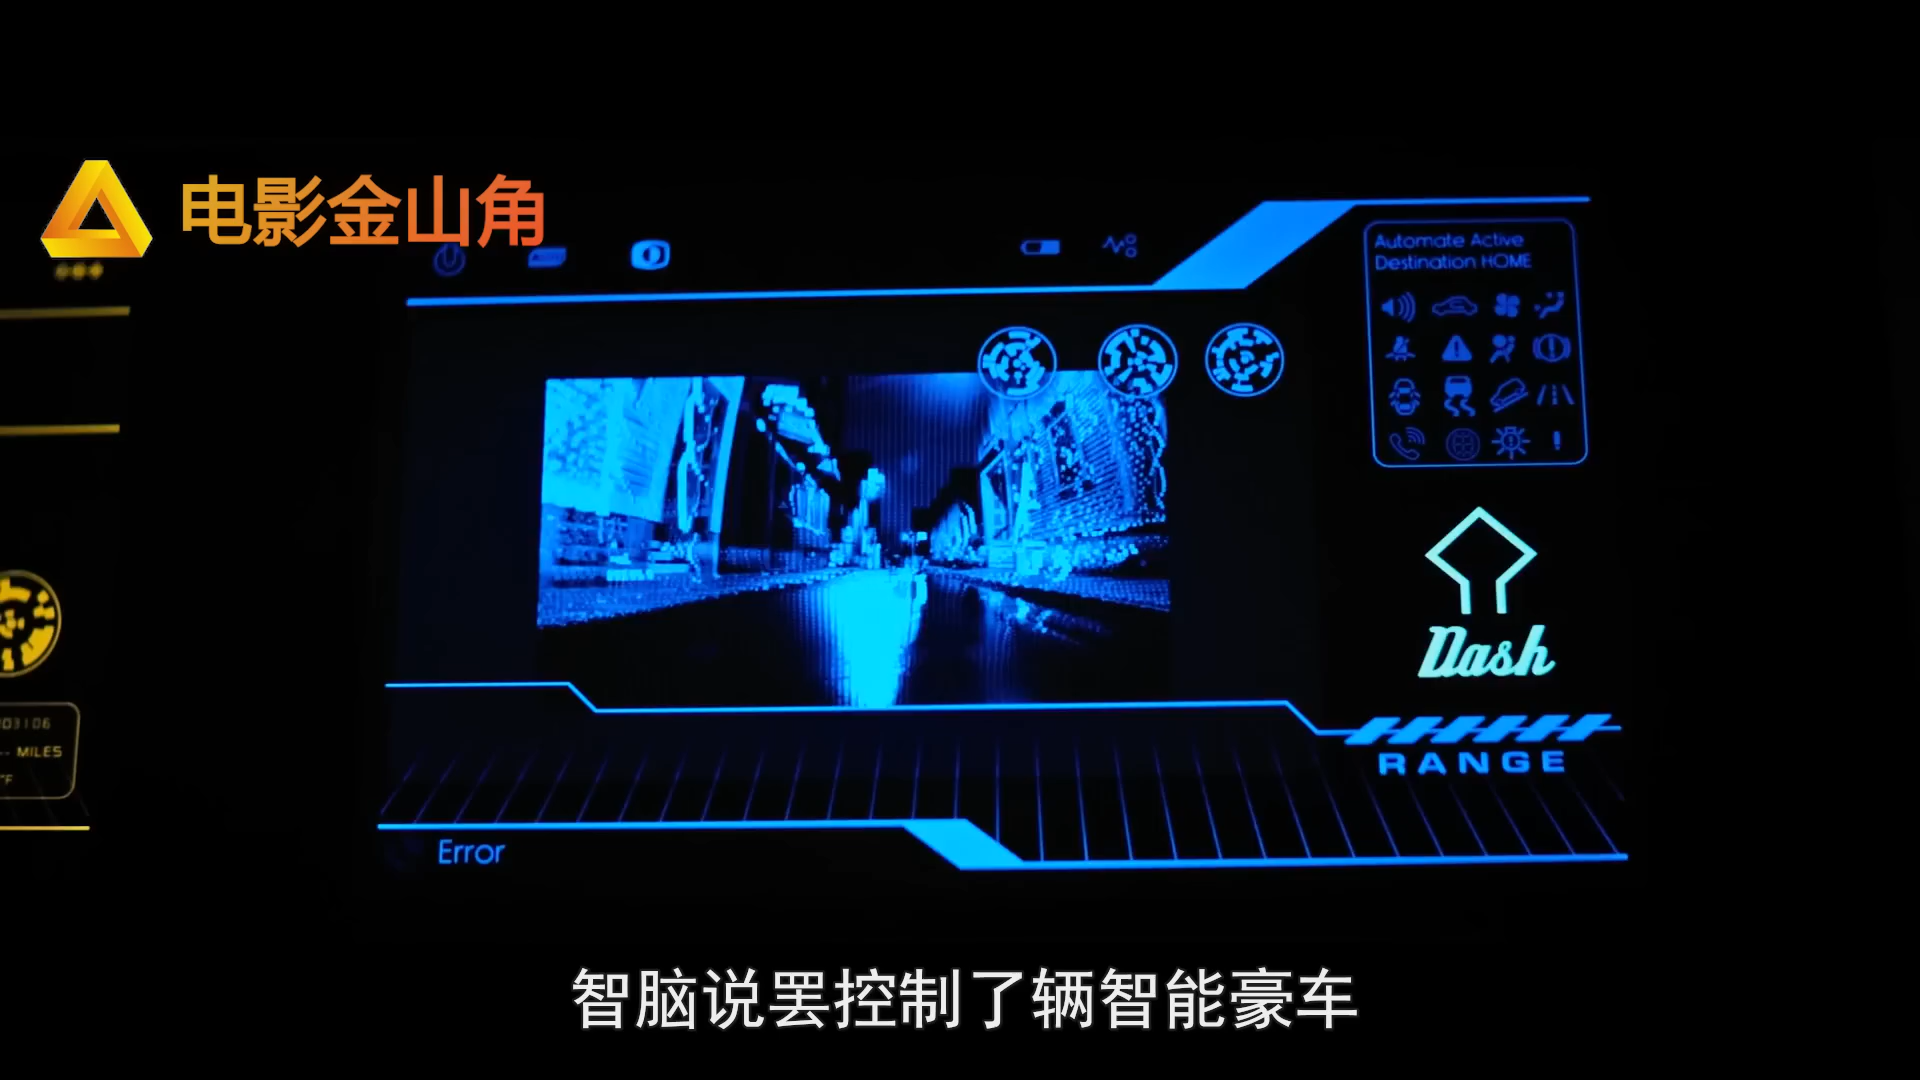 电影金山角
Automate Active
Destination HOME
Dash
RANGE
03106
-- MILES
°F
Error
智脑说罢控制了辆智能豪车